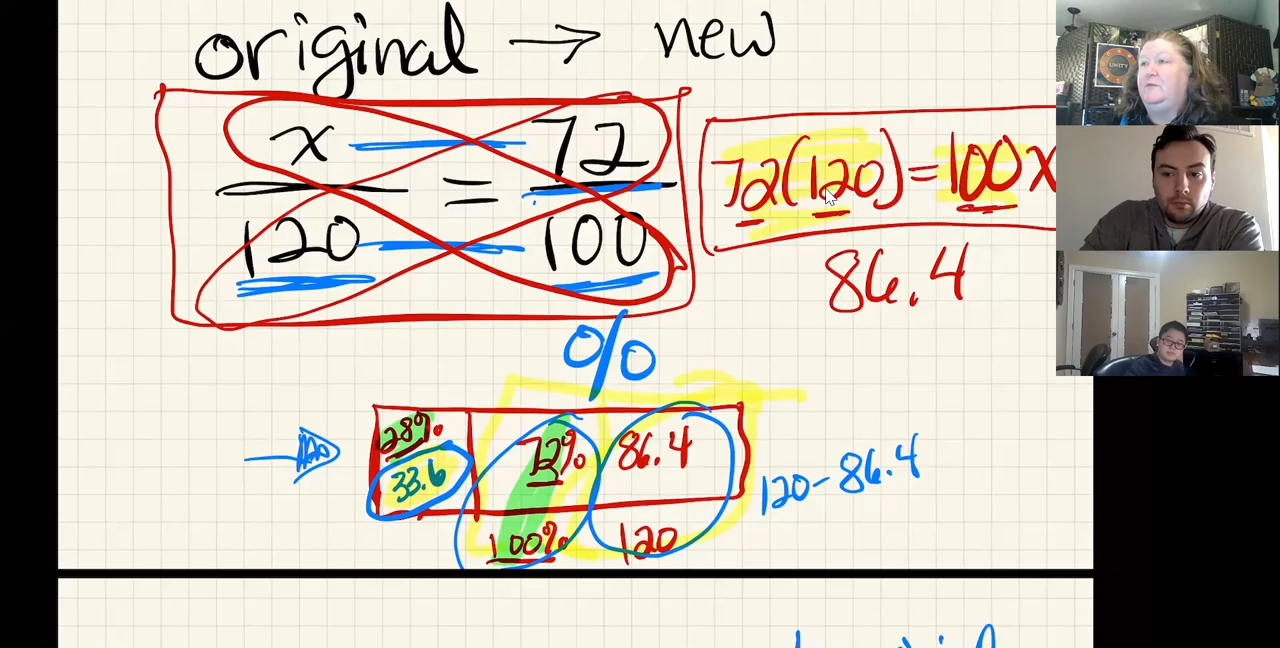 original → new
x = 72
120 100
72(120) = 100x
86.4
%
28% 72% 86.4
33.6
120 - 86.4
100% 120
UNITY